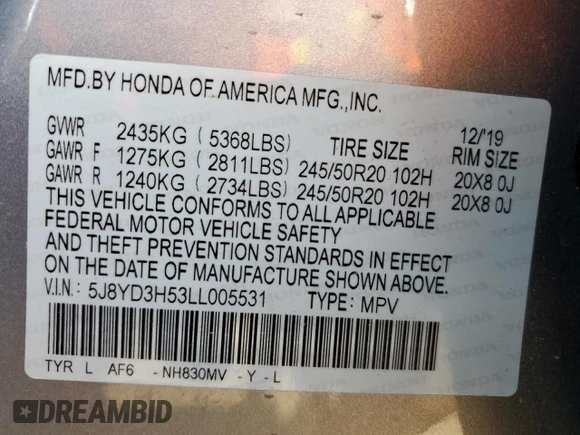 MFD.BY HONDA OF AMERICA MFG.,INC.
12/'19
GVWR 2435KG ( 5368LBS) TIRE SIZE RIM SIZE
GAWR F 1275KG ( 2811LBS) 245/50R20 102H 20X8 0J
GAWR R 1240KG ( 2734LBS) 245/50R20 102H 20X8 0J
THIS VEHICLE CONFORMS TO ALL APPLICABLE
FEDERAL MOTOR VEHICLE SAFETY
AND THEFT PREVENTION STANDARDS IN EFFECT
ON THE DATE OF MANUFACTURE SHOWN ABOVE.
V.I.N: 5J8YD3H53LL005531 TYPE: MPV
TYR L AF6 - NH830MV - Y - L
DREAMBID